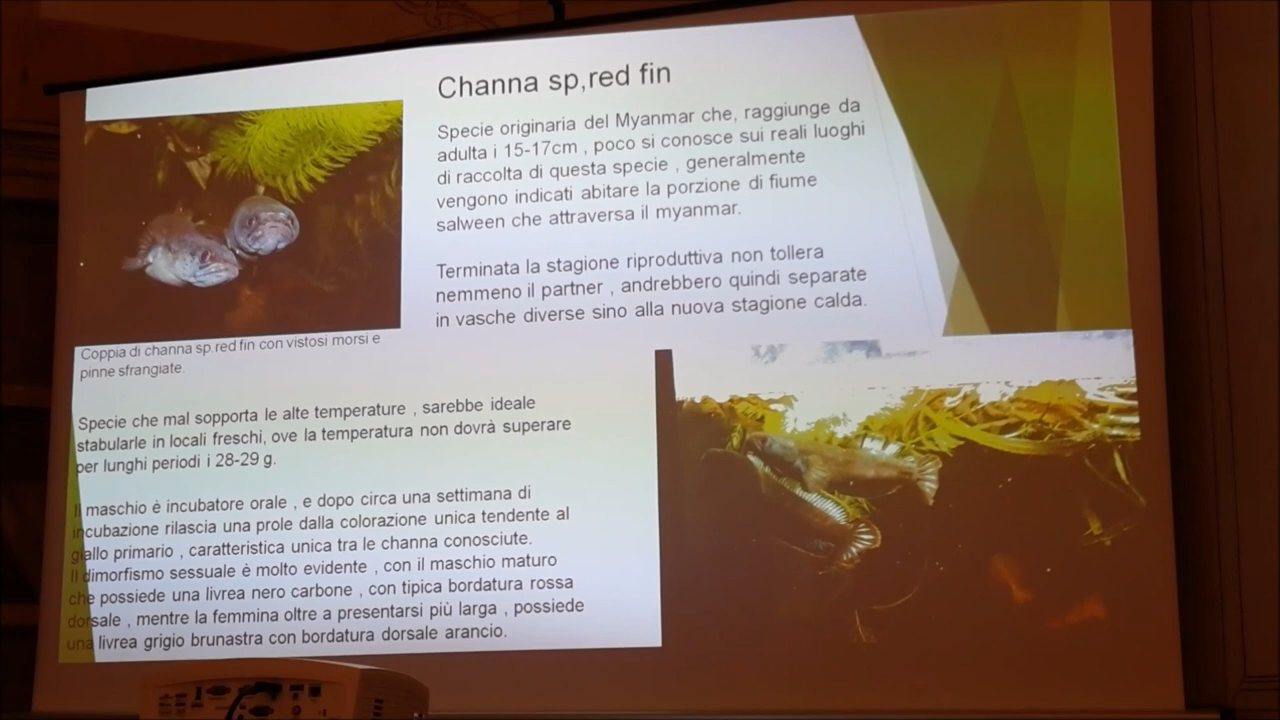 Channa sp,red fin
Specie originaria del Myanmar che, raggiunge da
adulta i 15-17cm , poco si conosce sui reali luoghi
di raccolta di questa specie , generalmente
vengono indicati abitare la porzione di fiume
salween che attraversa il myanmar.
Terminata la stagione riproduttiva non tollera
nemmeno il partner , andrebbero quindi separate
in vasche diverse sino alla nuova stagione calda.
Coppia di channa sp.red fin con vistosi morsi e
pinne sfrangiate.
Specie che mal sopporta le alte temperature , sarebbe ideale
stabularle in locali freschi, ove la temperatura non dovrà superare
per lunghi periodi i 28-29 g.
Il maschio è incubatore orale , e dopo circa una settimana di
incubazione rilascia una prole dalla colorazione unica tendente al
giallo primario , caratteristica unica tra le channa conosciute.
Il dimorfismo sessuale è molto evidente , con il maschio maturo
che possiede una livrea nero carbone , con tipica bordatura rossa
dorsale , mentre la femmina oltre a presentarsi più larga , possiede
una livrea grigio brunastra con bordatura dorsale arancio.